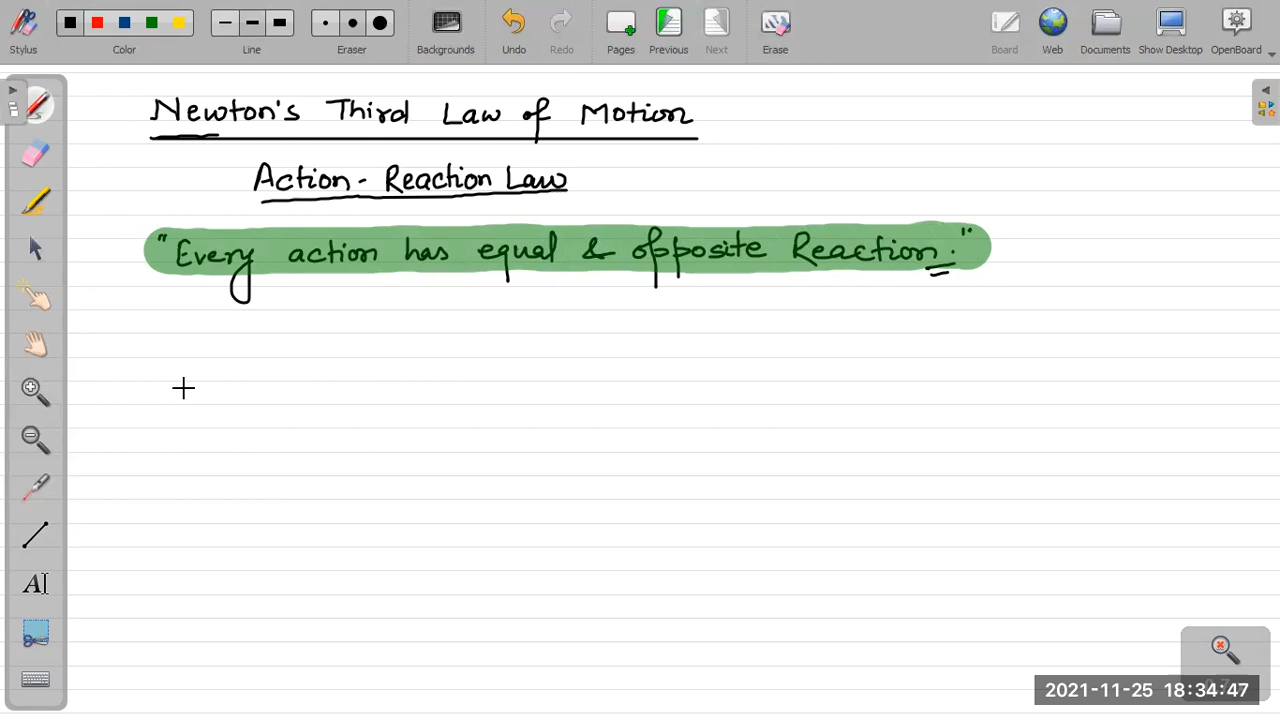 Stylus Color Line Eraser Backgrounds Undo Redo Pages Previous Next Erase Board Web Documents Show Desktop OpenBoard
Newton's Third Law of Motion
Action - Reaction Law
"Every action has equal & opposite Reaction."
AI
2021-11-25 18:34:47